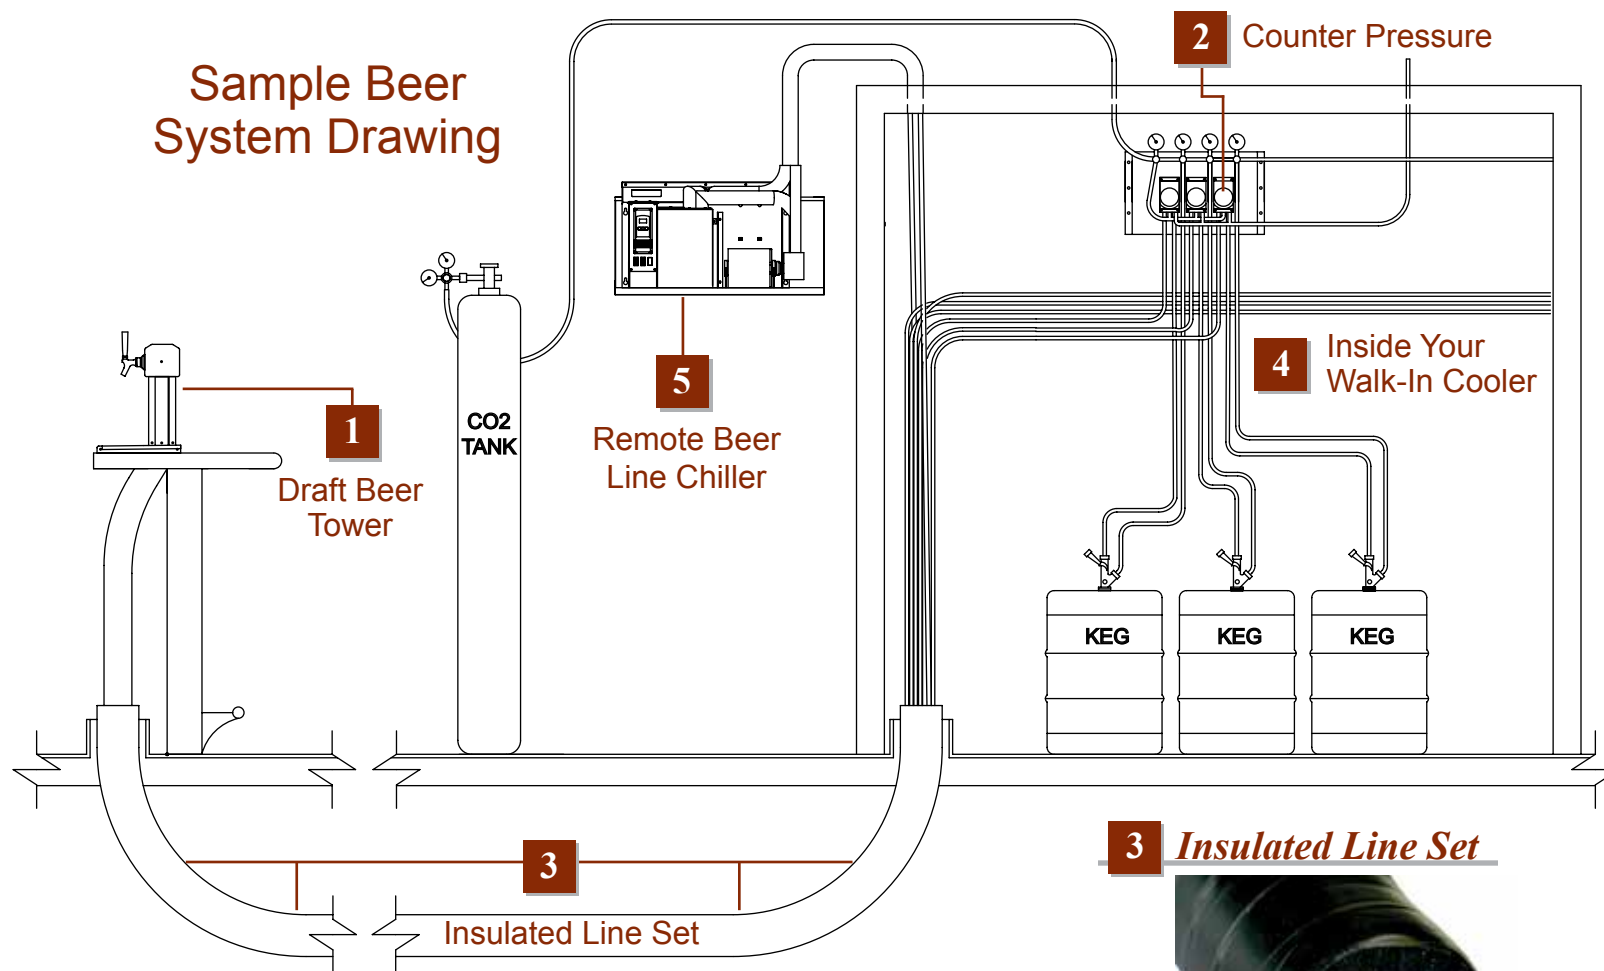 Sample Beer
System Drawing
2
Counter Pressure
5
Remote Beer
Line Chiller
4
Inside Your
Walk-In Cooler
1
Draft Beer
Tower
CO2
TANK
KEG
KEG
KEG
3
Insulated Line Set
3
Insulated Line Set